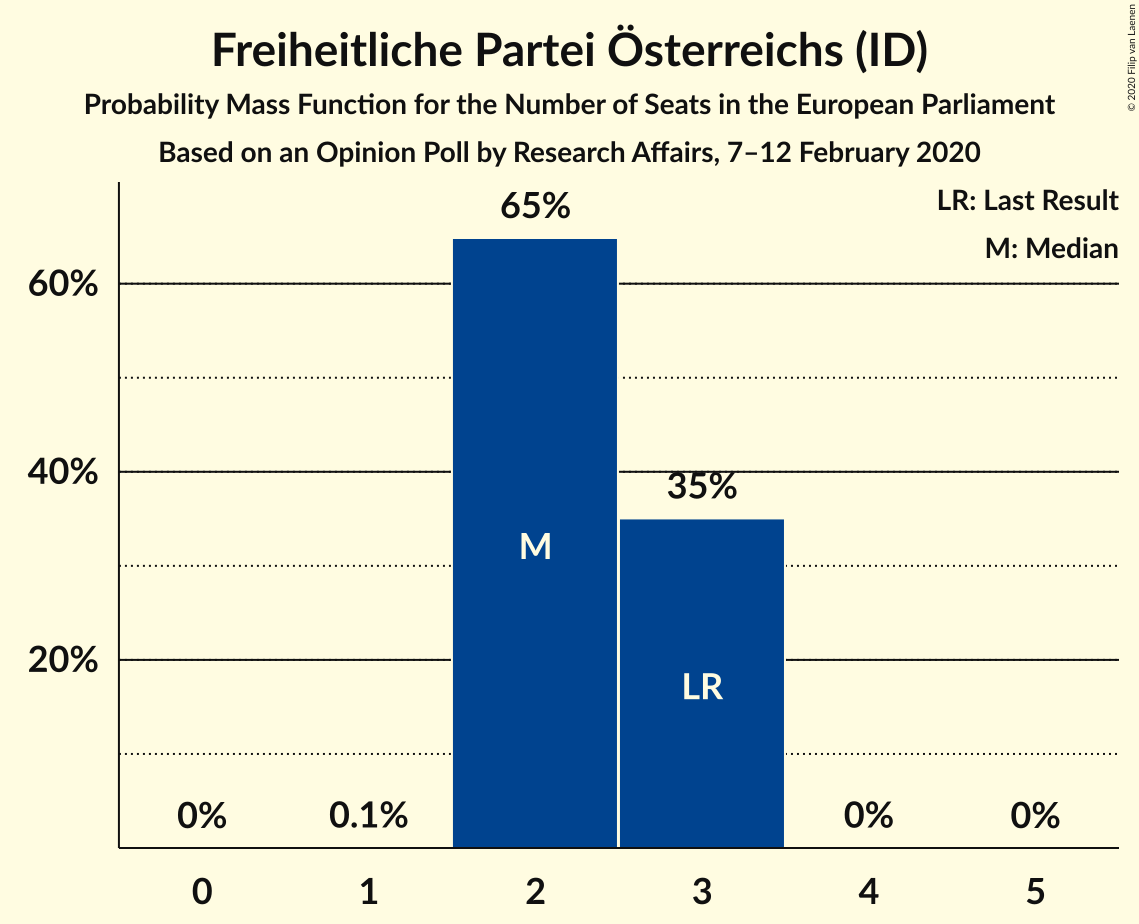 Freiheitliche Partei Österreichs (ID)
Probability Mass Function for the Number of Seats in the European Parliament
Based on an Opinion Poll by Research Affairs, 7–12 February 2020
© 2020 Filip van Laenen
LR: Last Result
M: Median
65%
60%
40%
35%
M
20%
LR
0%
0.1%
0%
0%
0 1 2 3 4 5